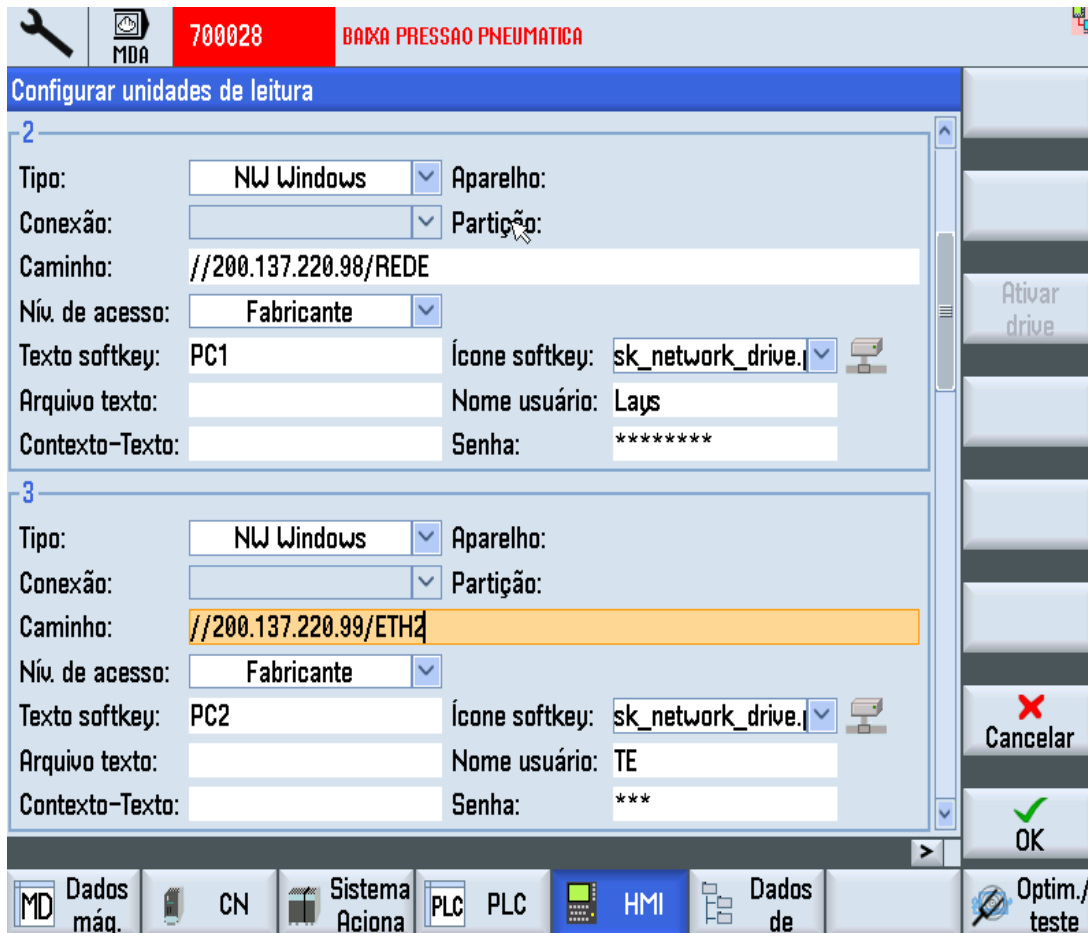 MDA
700028
BAIXA PRESSAO PNEUMATICA
Configurar unidades de leitura
2
Tipo: NW Windows Aparelho:
Conexão: Partição:
Caminho: //200.137.220.98/REDE
Nív. de acesso: Fabricante
Texto softkey: PC1 Ícone softkey: sk_network_drive.p
Arquivo texto: Nome usuário: Lays
Contexto-Texto: Senha: ********
3
Tipo: NW Windows Aparelho:
Conexão: Partição:
Caminho: //200.137.220.99/ETH2
Nív. de acesso: Fabricante
Texto softkey: PC2 Ícone softkey: sk_network_drive.p
Arquivo texto: Nome usuário: TE
Contexto-Texto: Senha: ***
Ativar
drive
Cancelar
OK
>
MD Dados
máq.
CN
Sistema
Aciona
PLC PLC
HMI
Dados
de
Optim./
teste